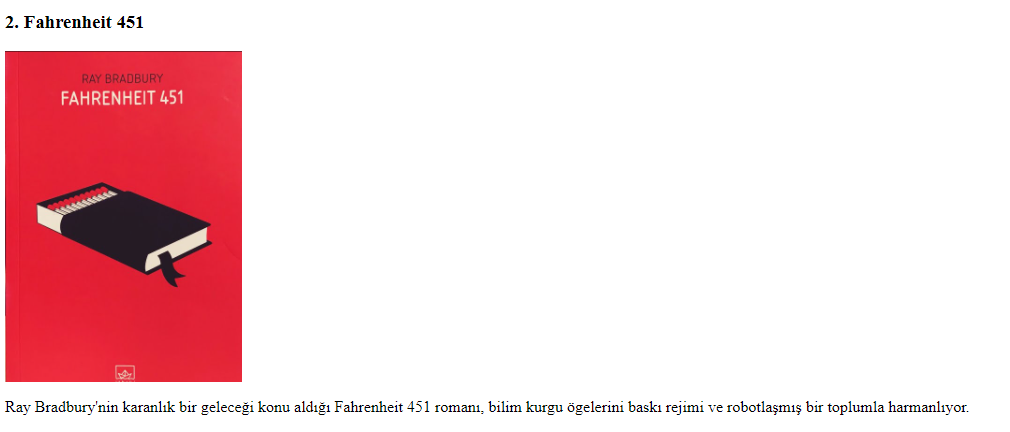 2. Fahrenheit 451
RAY BRADBURY
FAHRENHEIT 451
Ray Bradbury'nin karanlık bir geleceği konu aldığı Fahrenheit 451 romanı, bilim kurgu ögelerini baskı rejimi ve robotlaşmış bir toplumla harmanlıyor.